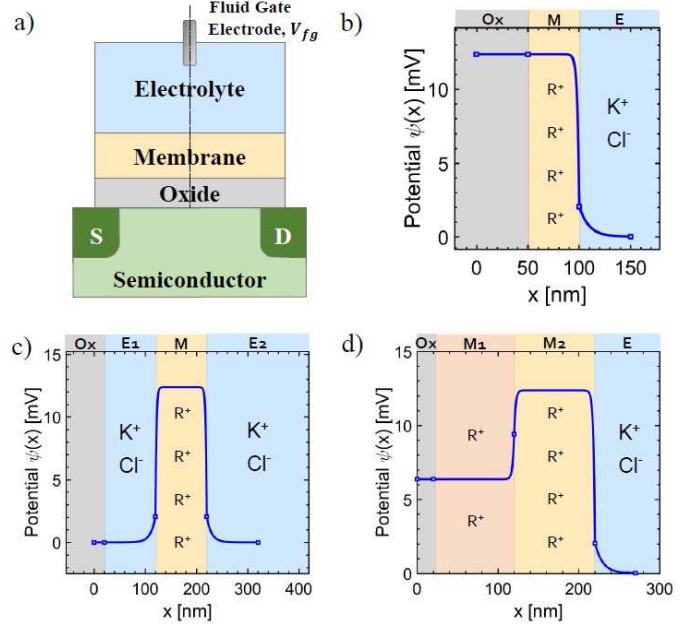 a)
Fluid Gate
Electrode, V_fg
Electrolyte
Membrane
Oxide
S
D
Semiconductor
b)
Ox M E
Potential ψ(x) [mV]
10
5
0
R⁺
R⁺
R⁺
R⁺
K⁺
Cl⁻
0 50 100 150
x [nm]
c)
Ox E1 M E2
Potential ψ(x) [mV]
15
10
5
0
K⁺
Cl⁻
R⁺
R⁺
R⁺
R⁺
K⁺
Cl⁻
0 100 200 300 400
x [nm]
d)
Ox M1 M2 E
Potential ψ(x) [mV]
15
10
5
0
R⁺
R⁺
R⁺
R⁺
R⁺
R⁺
K⁺
Cl⁻
0 100 200 300
x [nm]